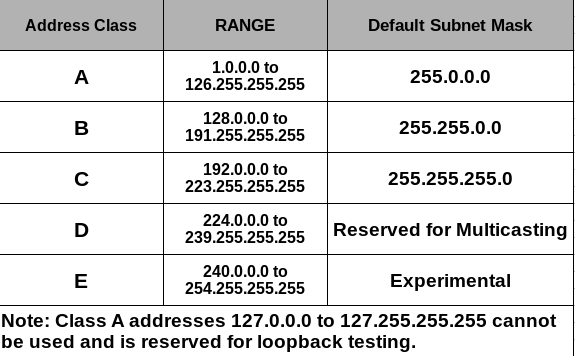 Address Class RANGE Default Subnet Mask
A 1.0.0.0 to 126.255.255.255 255.0.0.0
B 128.0.0.0 to 191.255.255.255 255.255.0.0
C 192.0.0.0 to 223.255.255.255 255.255.255.0
D 224.0.0.0 to 239.255.255.255 Reserved for Multicasting
E 240.0.0.0 to 254.255.255.255 Experimental
Note: Class A addresses 127.0.0.0 to 127.255.255.255 cannot
be used and is reserved for loopback testing.